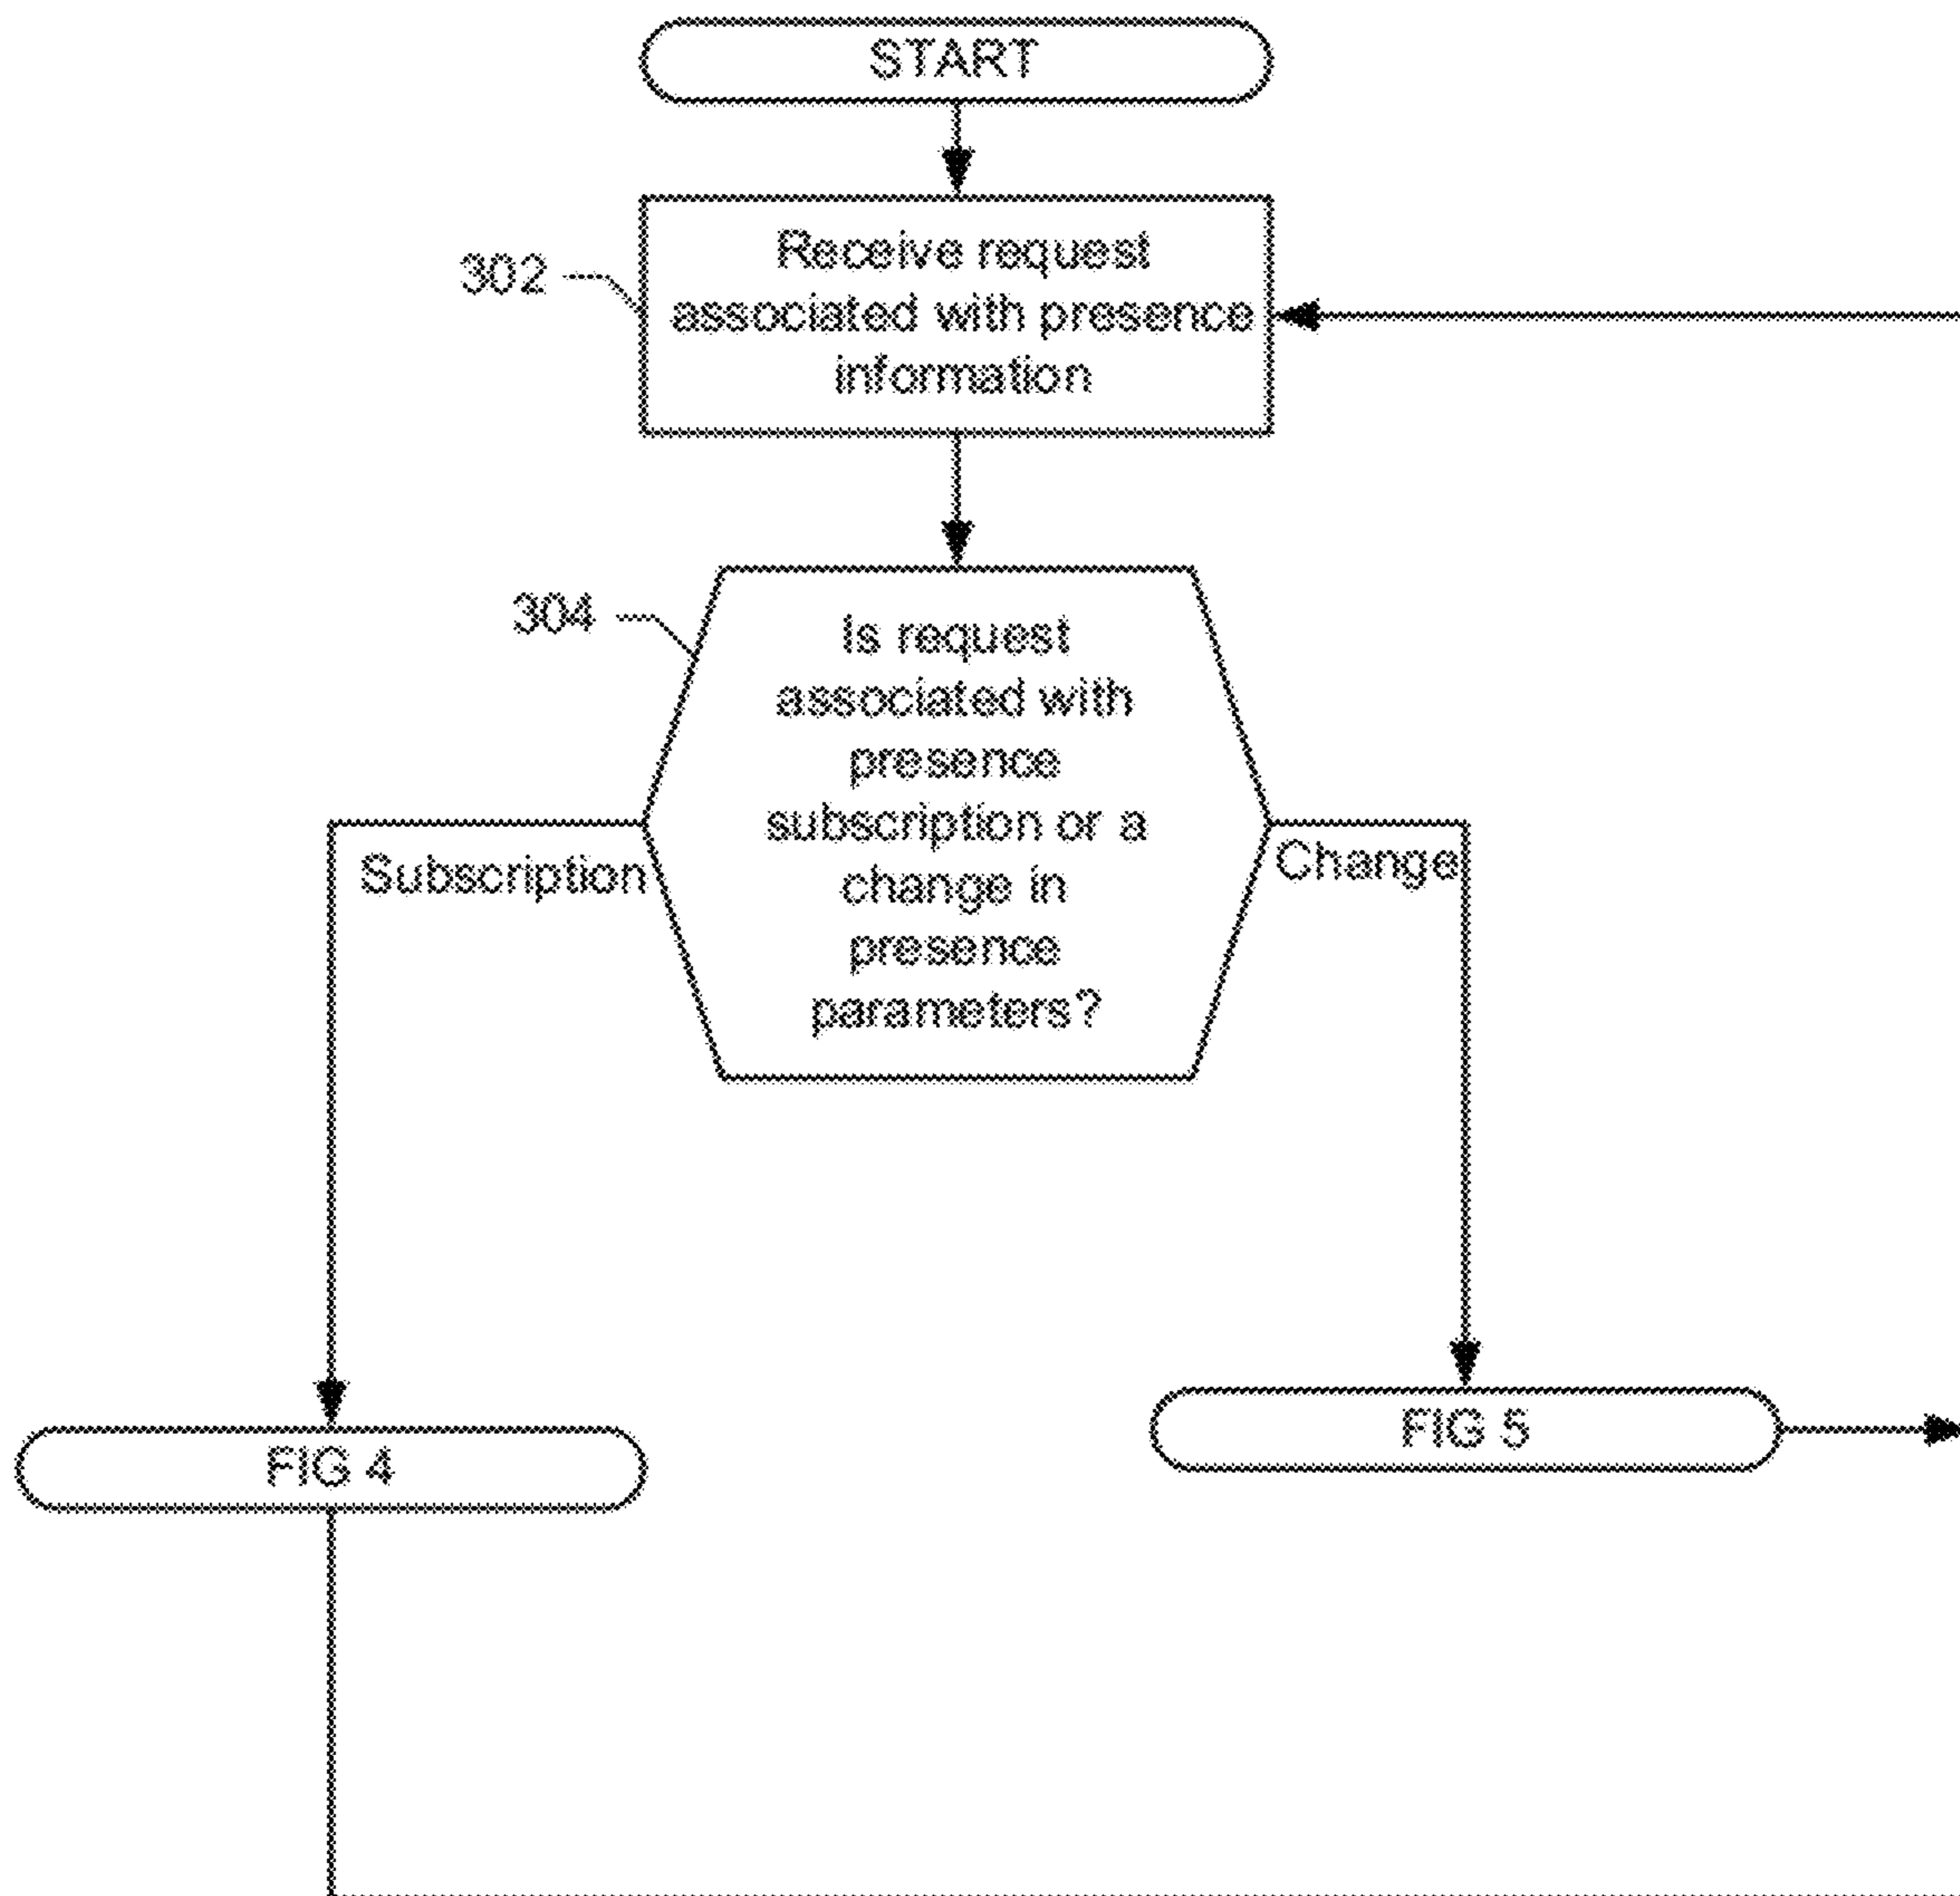 START
302
Receive request
associated with presence
information
304
Is request
associated with
presence
subscription or a
change in
presence
parameters?
Subscription
Change
FIG 4
FIG 5